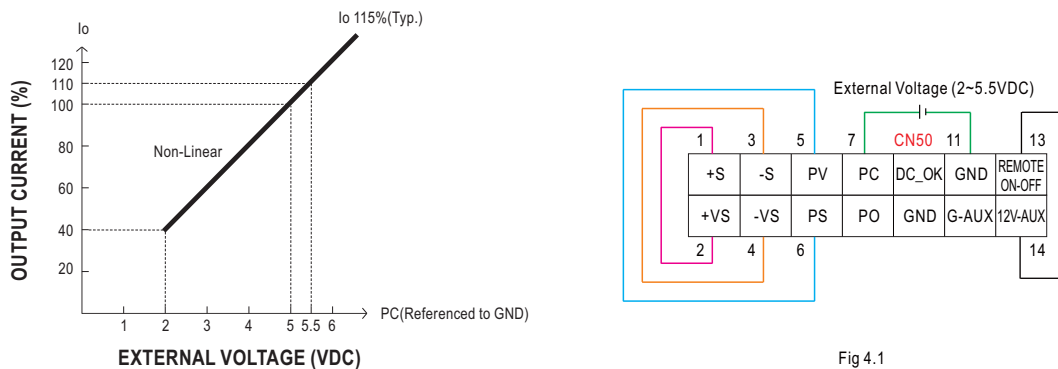 Io
Io 115%(Typ.)
OUTPUT CURRENT (%)
120
110
100
80
60
40
20
Non-Linear
1 2 3 4 5 5.5 6
PC(Referenced to GND)
EXTERNAL VOLTAGE (VDC)
External Voltage (2~5.5VDC)
1 3 5 7 CN50 11 13
+S -S PV PC DC_OK GND REMOTE ON-OFF
+VS -VS PS PO GND G-AUX 12V-AUX
2 4 6 14
Fig 4.1